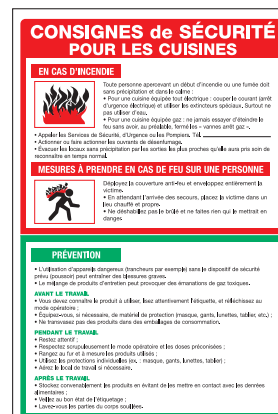 CONSIGNES de SÉCURITÉ
POUR LES CUISINES
EN CAS D'INCENDIE
Toute personne apercevant un début d'incendie ou une fumée doit
sans précipitation et dans le calme :
• Pour une cuisine équipée tout électrique : couper le courant (arrêt
d'urgence électrique) et utiliser les extincteurs spéciaux. Surtout ne
pas utiliser d'eau.
• Pour une cuisine équipée gaz : ne jamais essayer d'éteindre le
feu sans avoir, au préalable, fermé les « vannes arrêt gaz ».
• Appeler les Services de Sécurité, d'Urgence ou les Pompiers. Tél.
• Actionner ou faire actionner les ouvrants de désenfumage.
• Évacuer les locaux sans précipitation par les sorties les plus proches qu'elle aura pris soin de
reconnaître en temps normal.
MESURES À PRENDRE EN CAS DE FEU SUR UNE PERSONNE
Déployez la couverture anti-feu et enveloppez entièrement la
victime.
• En attendant l'arrivée des secours, placez la victime dans un
lieu chauffé et propre.
• Ne déshabillez pas le brûlé et ne faites rien qui le mettrait en
danger.
PRÉVENTION
• L'utilisation d'appareils dangereux (trancheurs par exemple) sans le dispositif de sécurité
prévu (poussoir) peut entraîner des blessures graves.
• Le mélange de produits d'entretien peut provoquer des émanations de gaz toxiques.
AVANT LE TRAVAIL
• Vous devez connaître le produit à utiliser, lisez attentivement l'étiquette, et réfléchissez au
mode opératoire ;
• Équipez-vous, si nécessaire, de matériel de protection (masque, gants, lunettes, tablier, etc.) ;
• Ne transvasez pas des produits dans des emballages de consommation.
PENDANT LE TRAVAIL
• Restez attentif ;
• Respectez scrupuleusement le mode opératoire et les doses préconisées ;
• Rangez au fur et à mesure les produits utilisés ;
• Utilisez les protections individuelles (ex. : masque, gants, lunettes, tablier) ;
• Aérez le local de travail si nécessaire.
APRÈS LE TRAVAIL
• Stockez convenablement les produits en évitant de les mettre en contact avec les denrées
alimentaires ;
• Veillez au bon état de l'étiquetage ;
• Lavez-vous les parties du corps souillées.